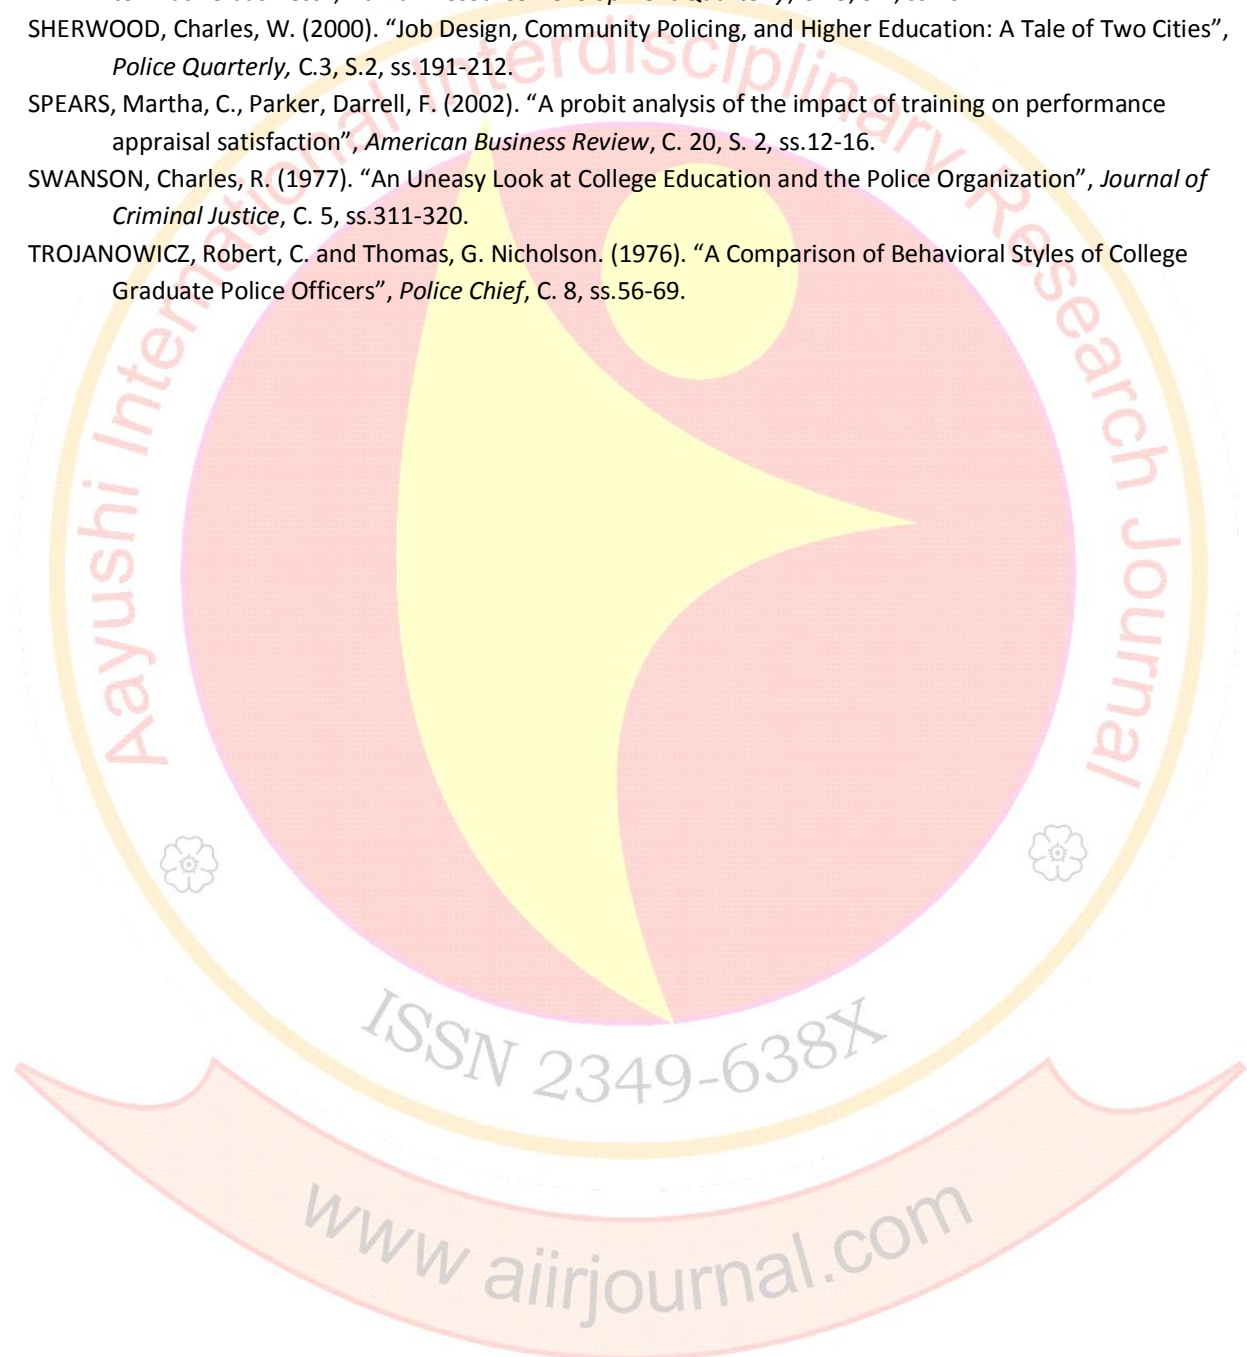 SHERWOOD, Charles, W. (2000). “Job Design, Community Policing, and Higher Education: A Tale of Two Cities”,
Police Quarterly, C.3, S.2, ss.191-212.
SPEARS, Martha, C., Parker, Darrell, F. (2002). “A probit analysis of the impact of training on performance
appraisal satisfaction”, American Business Review, C. 20, S. 2, ss.12-16.
SWANSON, Charles, R. (1977). “An Uneasy Look at College Education and the Police Organization”, Journal of
Criminal Justice, C. 5, ss.311-320.
TROJANOWICZ, Robert, C. and Thomas, G. Nicholson. (1976). “A Comparison of Behavioral Styles of College
Graduate Police Officers”, Police Chief, C. 8, ss.56-69.
Aayushi International Interdisciplinary Research Journal
ISSN 2349-638X
www aiirjournal.com